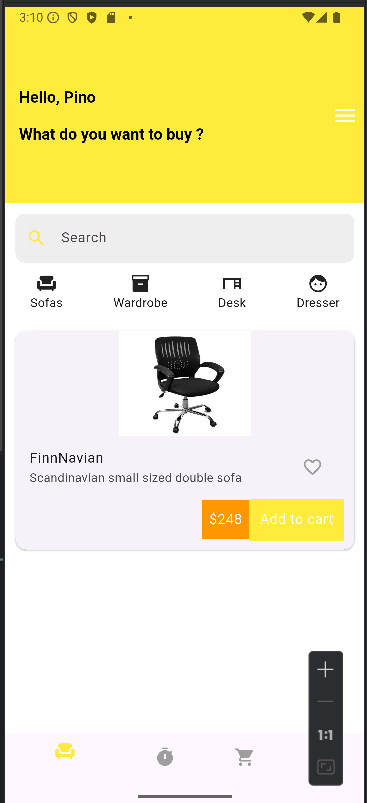 3:10
Hello, Pino
What do you want to buy ?
Search
Sofas Wardrobe Desk Dresser
FinnNavian
Scandinavian small sized double sofa
$248 Add to cart
1:1